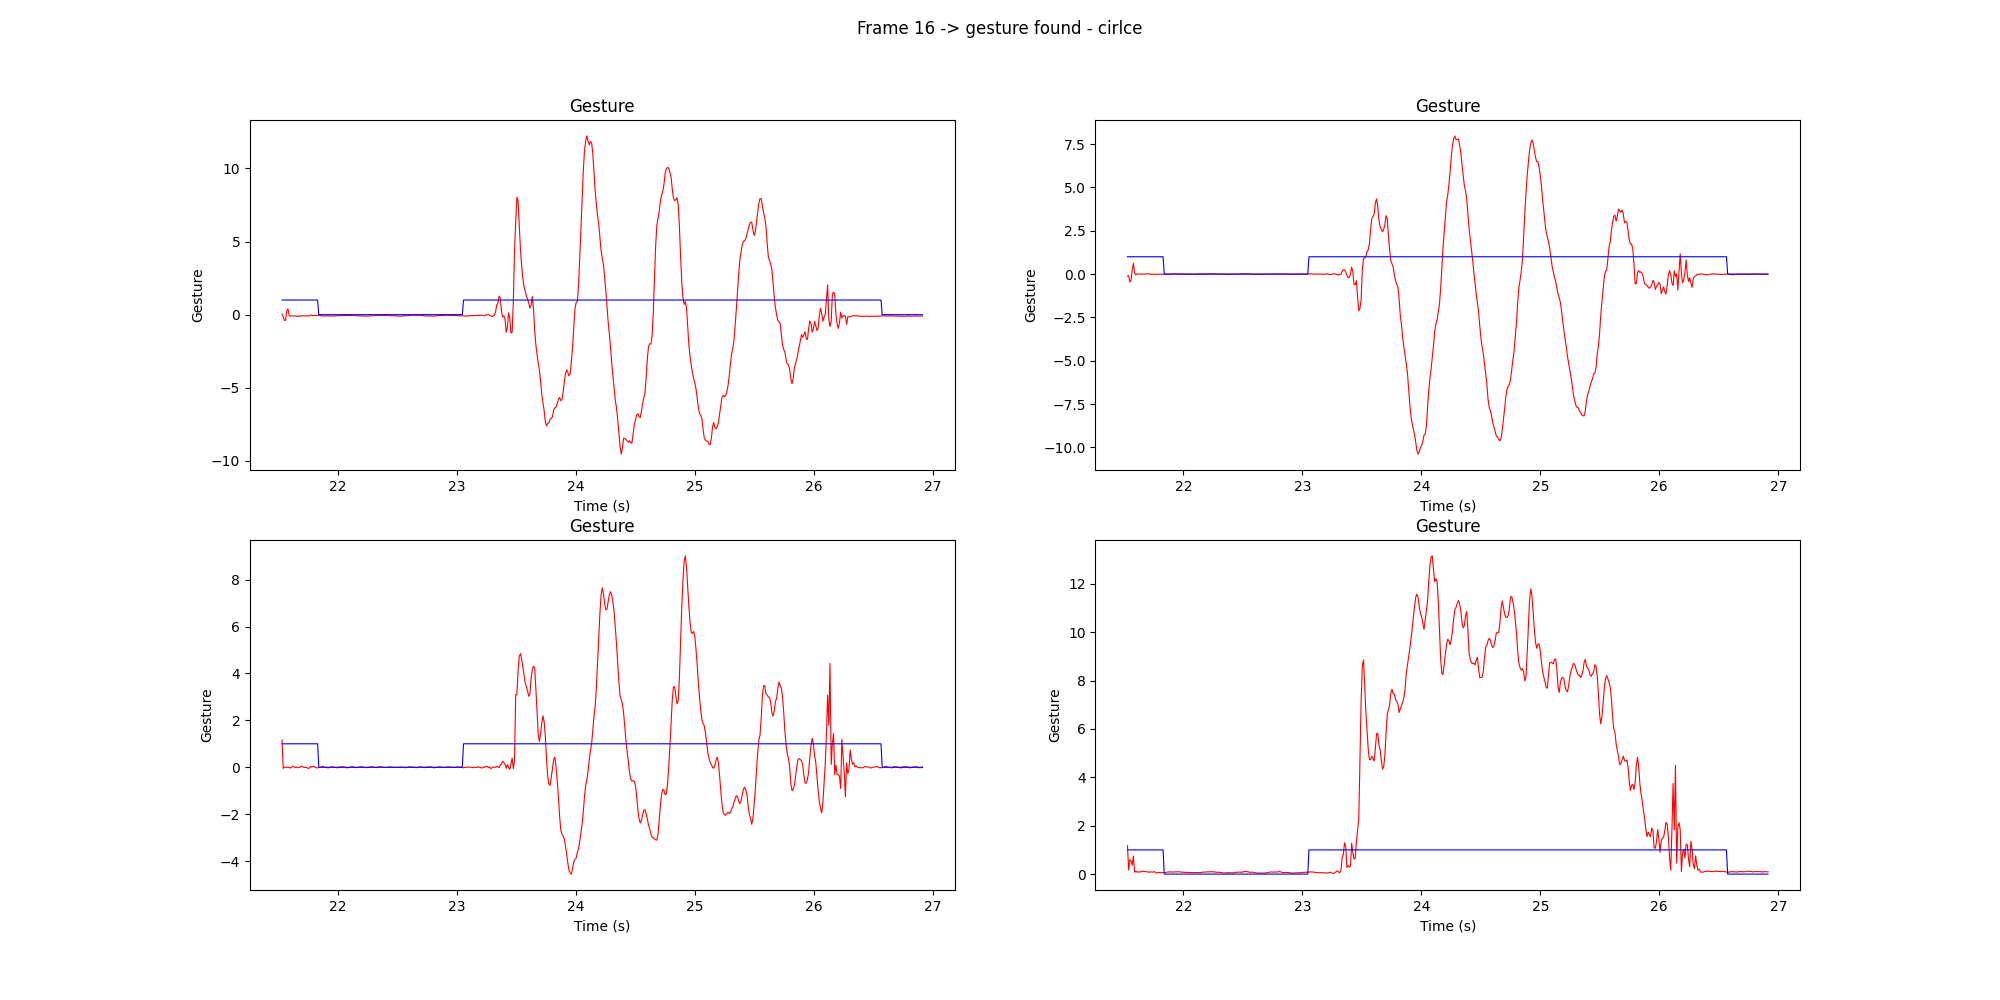 Frame 16 -> gesture found - cirlce
Gesture
Gesture
10
5
0
−5
−10
22 23 24 25 26 27
Time (s)
Gesture
Gesture
7.5
5.0
2.5
0.0
−2.5
−5.0
−7.5
−10.0
22 23 24 25 26 27
Time (s)
Gesture
Gesture
8
6
4
2
0
−2
−4
22 23 24 25 26 27
Time (s)
Gesture
Gesture
12
10
8
6
4
2
0
22 23 24 25 26 27
Time (s)